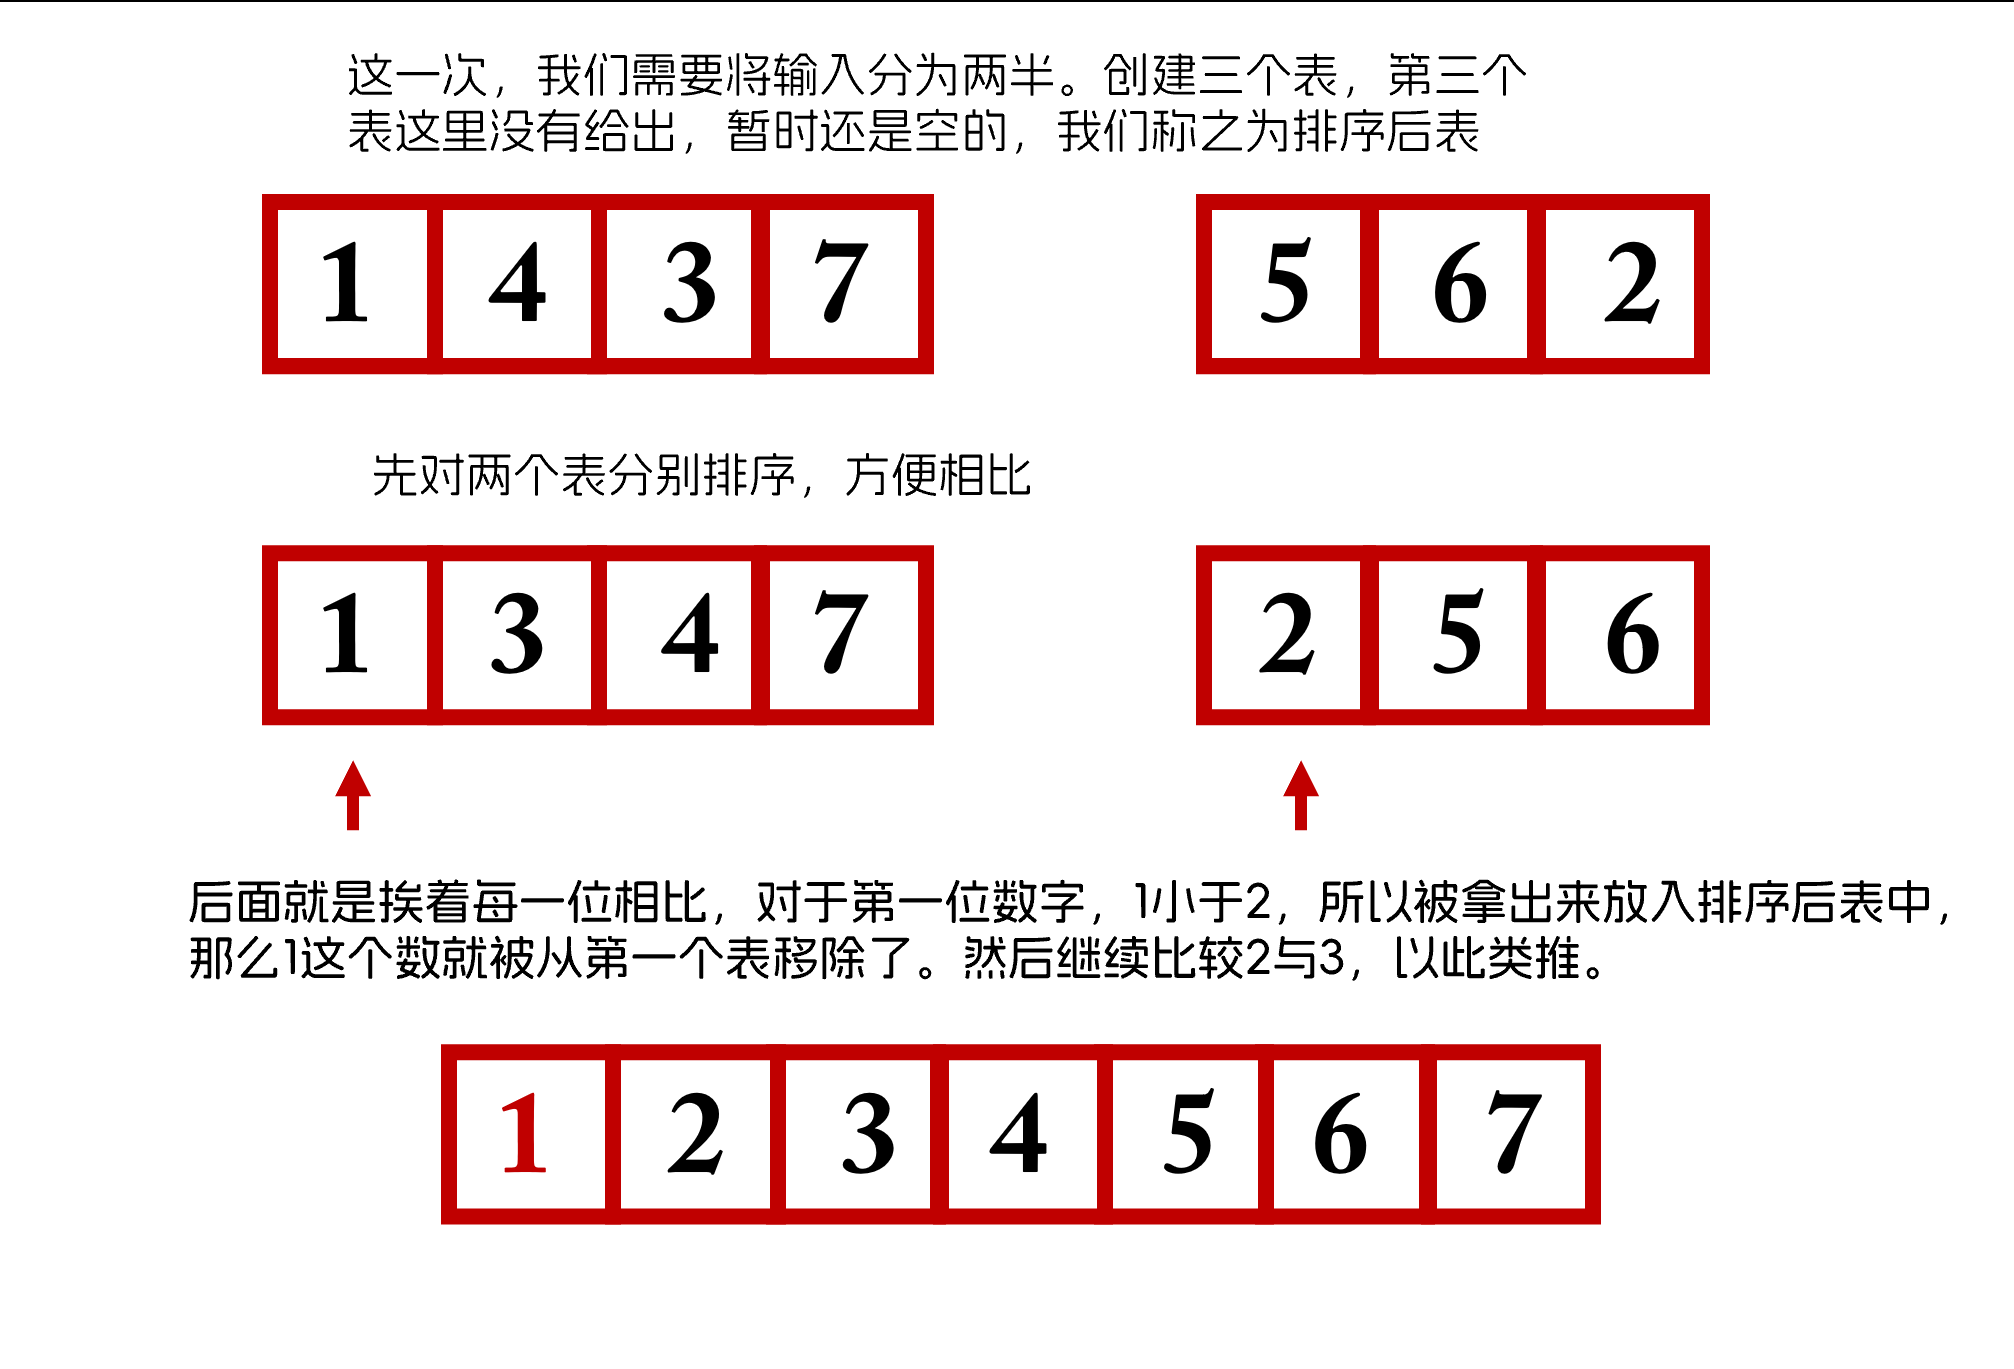 这一次，我们需要将输入分为两半。创建三个表，第三个
表这里没有给出，暂时还是空的，我们称之为排序后表
1 4 3 7 5 6 2
先对两个表分别排序，方便相比
1 3 4 7 2 5 6
后面就是挨着每一位相比，对于第一位数字，1小于2，所以被拿出来放入排序后表中，
那么1这个数就被从第一个表移除了。然后继续比较2与3，以此类推。
1 2 3 4 5 6 7